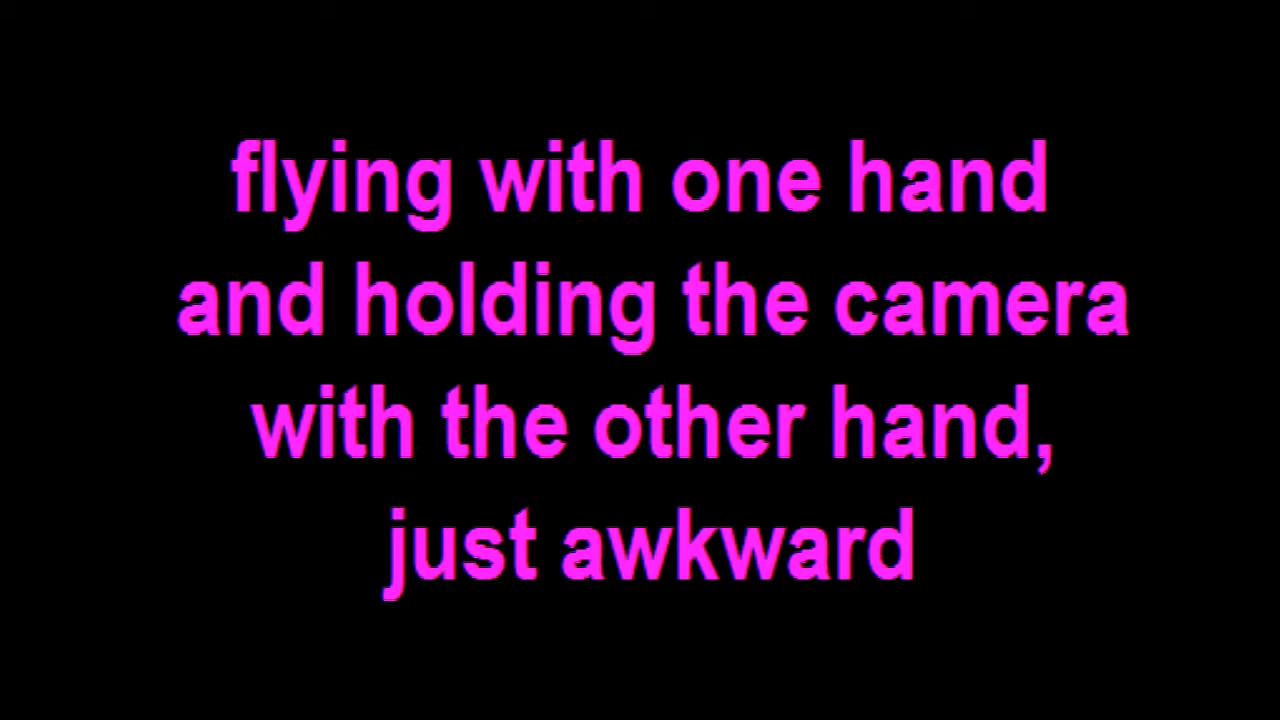 flying with one hand
and holding the camera
with the other hand,
just awkward